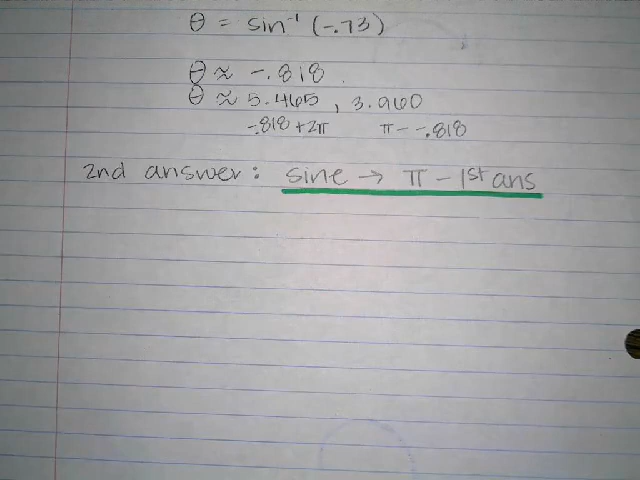 θ = sin⁻¹ (-.73)
θ ≈ -.818
θ ≈ 5.465 , 3.960
-.818 + 2π π - -.818
2nd answer: sine → π - 1st ans